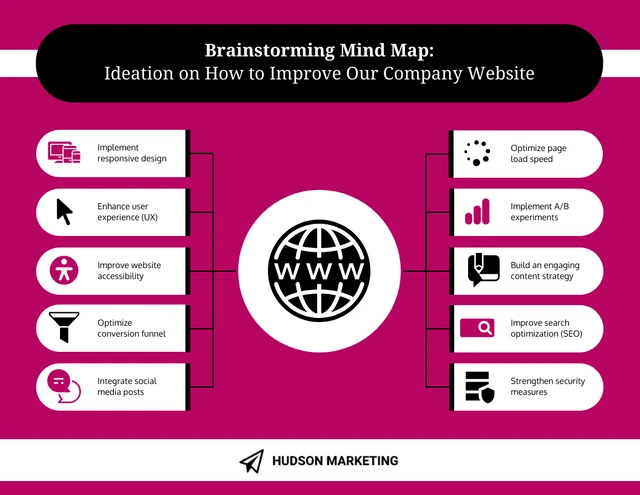 Brainstorming Mind Map:
Ideation on How to Improve Our Company Website
Implement
responsive design
Enhance user
experience (UX)
Improve website
accessibility
Optimize
conversion funnel
Integrate social
media posts
WWW
Optimize page
load speed
Implement A/B
experiments
Build an engaging
content strategy
Improve search
optimization (SEO)
Strengthen security
measures
HUDSON MARKETING